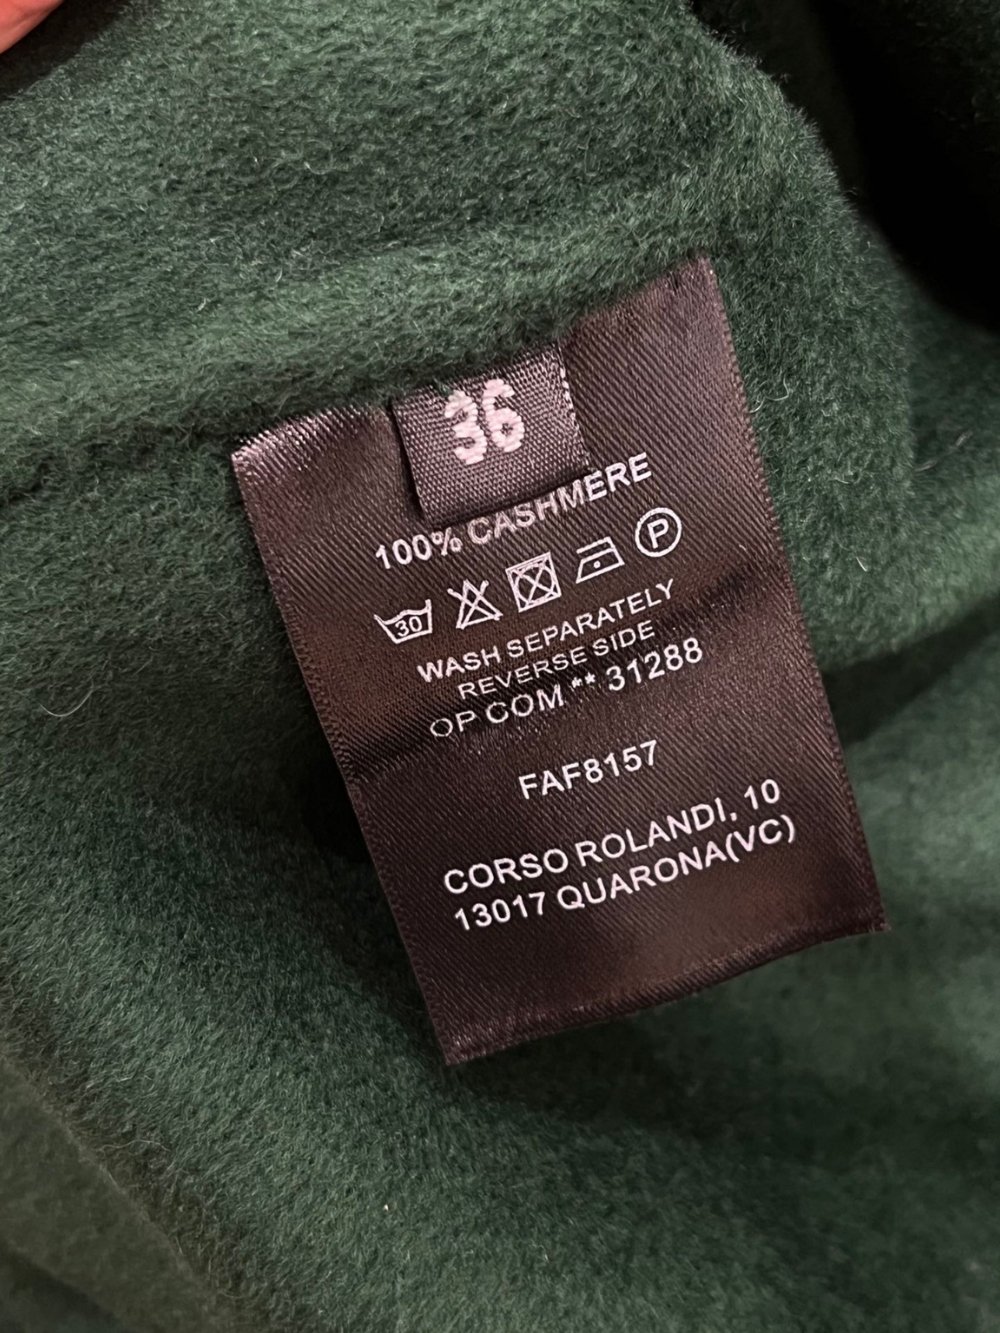 36
100% CASHMERE
30 P
WASH SEPARATELY
REVERSE SIDE
OP COM ** 31288
FAF8157
CORSO ROLANDI, 10
13017 QUARONA(VC)